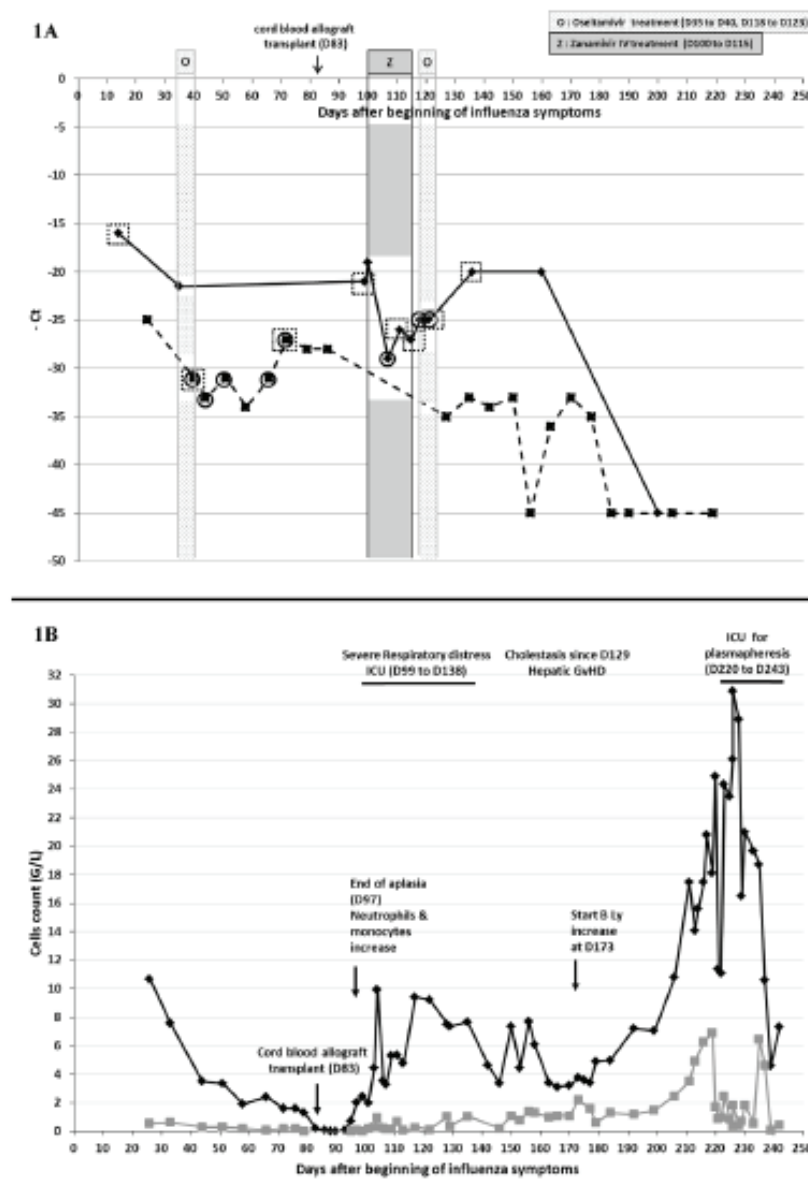 1A
cord blood allograft
transplant (D83)
O : Oseltamivir treatment (D35 to D40, D118 to D123)
Z : Zanamivir IV treatment (D100 to D115)
O
Z
O
0
-5
-10
-15
-20
-25
-30
-35
-40
-45
-50
- Ct
0 10 20 30 40 50 60 70 80 90 100 110 120 130 140 150 160 170 180 190 200 210 220 230 240 250
Days after beginning of influenza symptoms
1B
Severe Respiratory distress
ICU (D99 to D138)
Cholestasis since D129
Hepatic GvHD
ICU for
plasmapheresis
(D220 to D243)
32
30
28
26
24
22
20
18
16
14
12
10
8
6
4
2
0
Cells count (G/L)
End of aplasia
(D97)
Neutrophils &
monocytes
increase
Start B Ly
increase
at D173
Cord blood allograft
transplant (D83)
0 10 20 30 40 50 60 70 80 90 100 110 120 130 140 150 160 170 180 190 200 210 220 230 240 250
Days after beginning of influenza symptoms